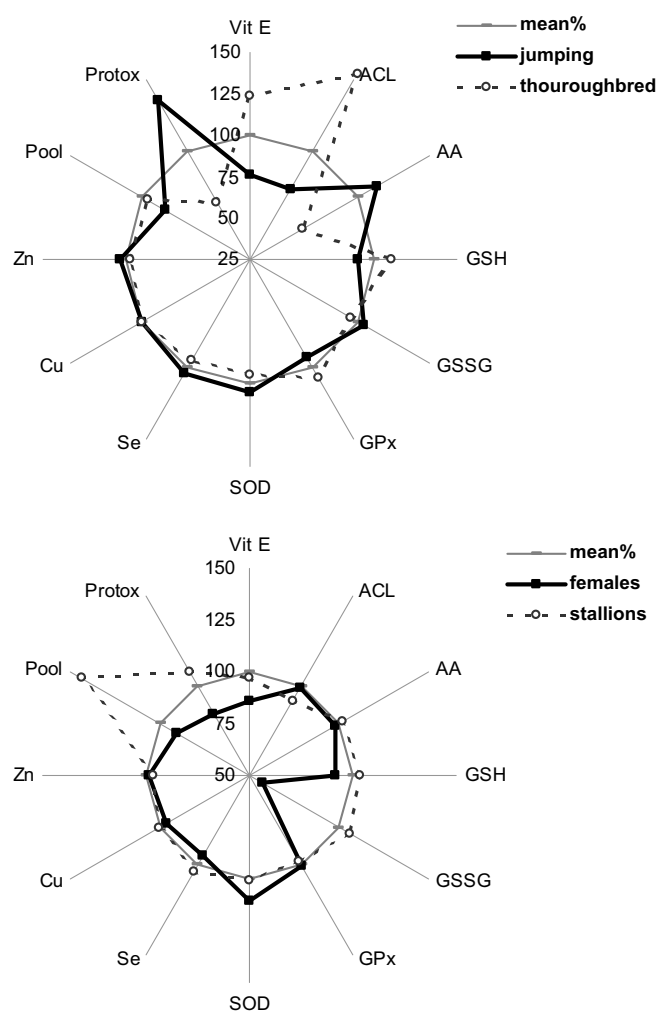 Vit E
150
mean%
jumping
thouroughbred
Protox
125
ACL
100
Pool
AA
75
50
Zn
25
GSH
Cu
GSSG
Se
GPx
SOD
Vit E
150
mean%
females
stallions
Protox
125
ACL
Pool
100
AA
75
Zn
50
GSH
Cu
GSSG
Se
GPx
SOD